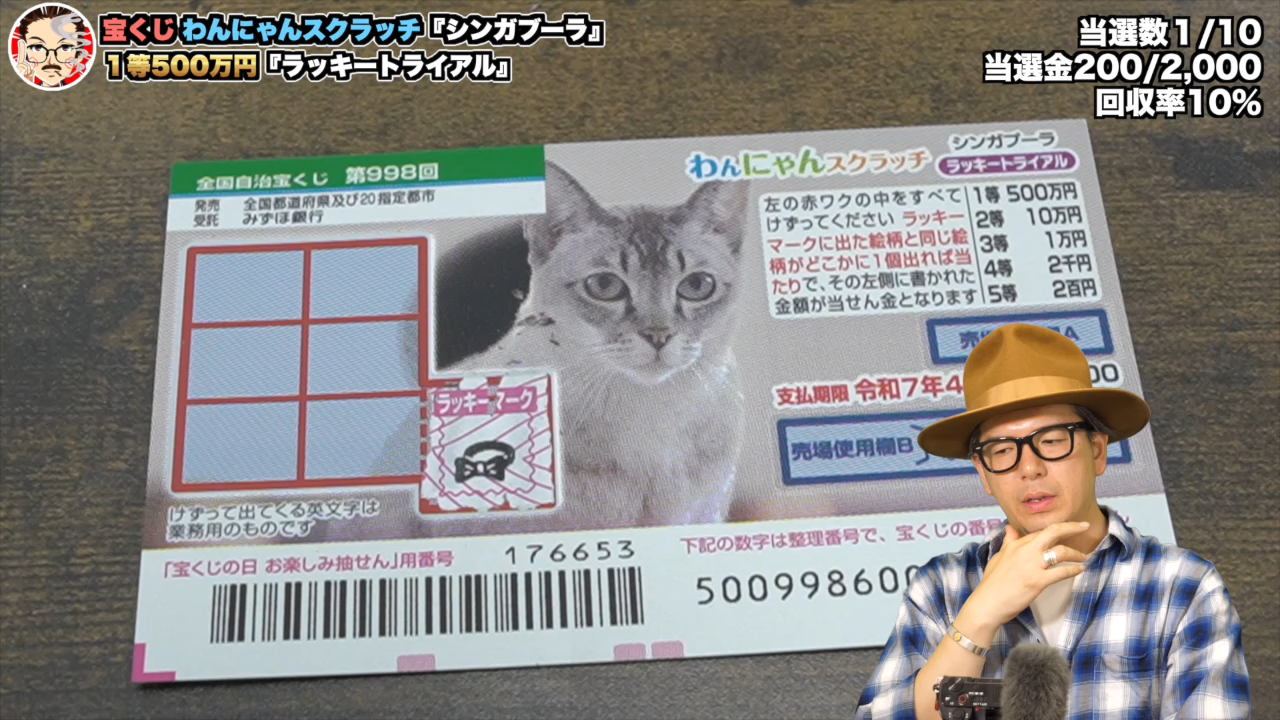 宝くじ わんにゃんスクラッチ『シンガプーラ』
1等500万円『ラッキートライアル』
当選数1/10
当選金200/2,000
回収率10%
全国自治宝くじ 第998回
発売 全国都道府県及び20指定都市
受託 みずほ銀行
わんにゃんスクラッチ
シンガプーラ
ラッキートライアル
左の赤ワクの中をすべて
けずってください ラッキー
マークに出た絵柄と同じ絵
柄がどこかに1個出れば当
たりで、その左側に書かれた
金額が当せん金となります
1等 500万円
2等 10万円
3等 1万円
4等 2千円
5等 2百円
支払期限 令和7年4
売場使用欄B
ラッキーマーク
けずって出てくる英文字は
業務用のものです
「宝くじの日 お楽しみ抽せん」用番号 176653
下記の数字は整理番号で、宝くじの番
50099860